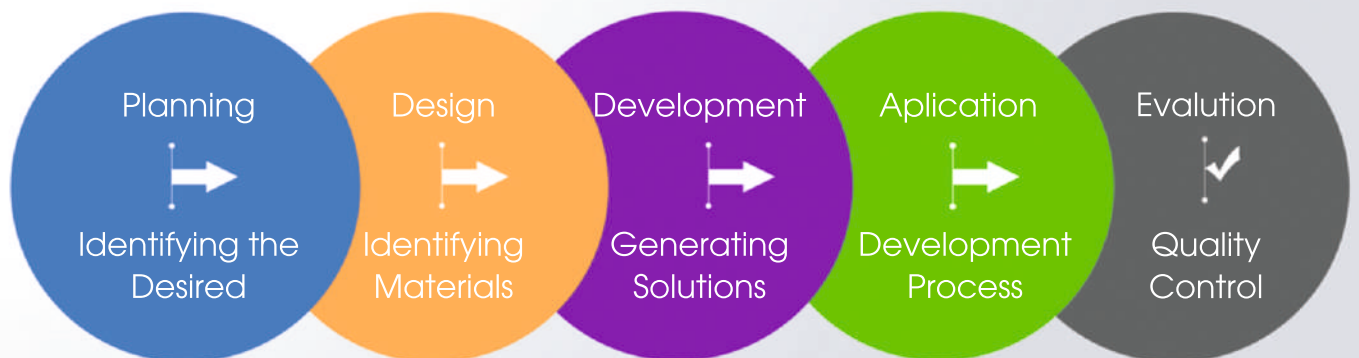 Planning
Identifying the
Desired
Design
Identifying
Materials
Development
Generating
Solutions
Aplication
Development
Process
Evalution
Quality
Control